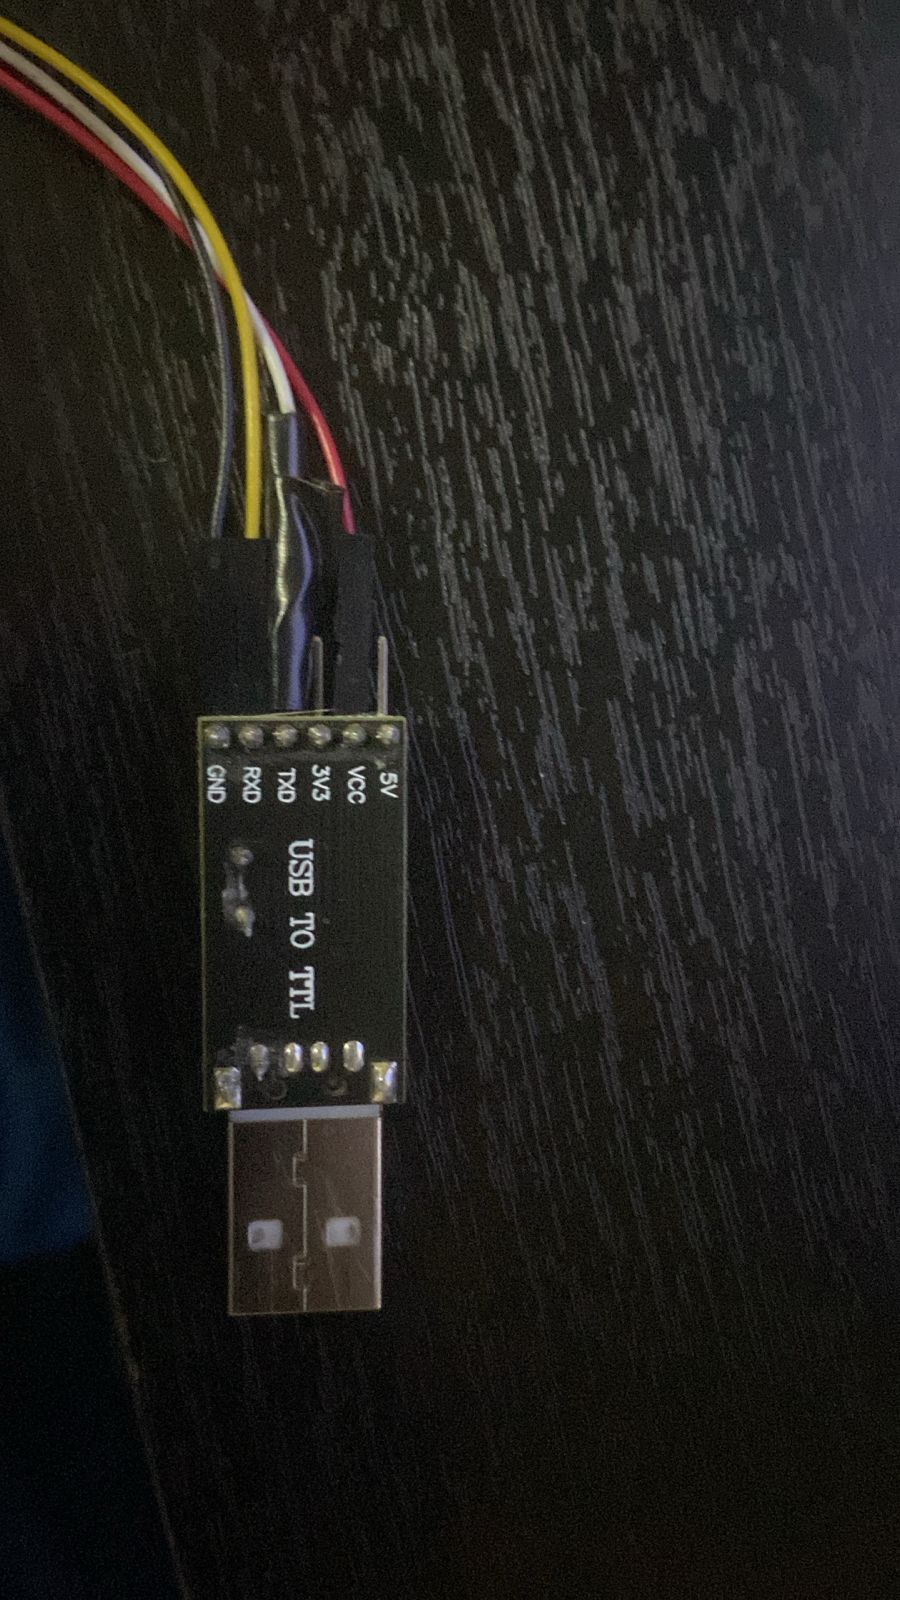 5V
VCC
3V3
TXD
RXD
GND
USB TO TTL